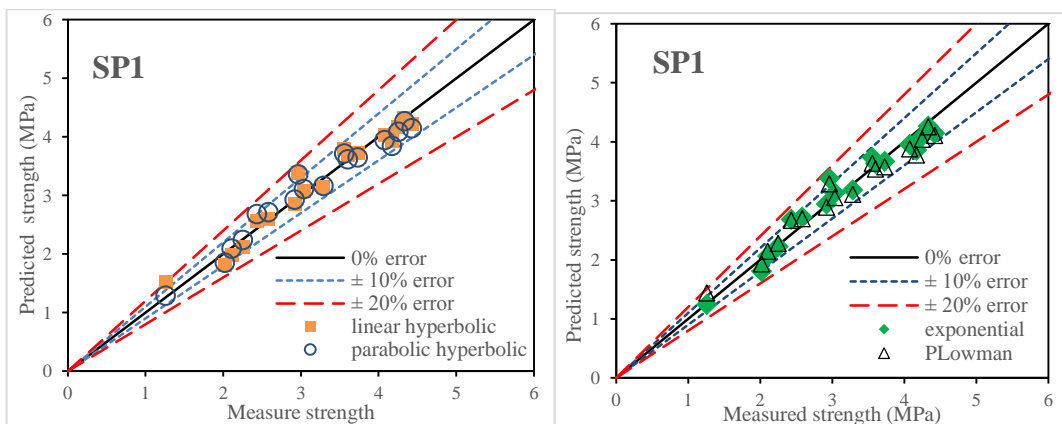 SP1
Predicted strength (MPa)
6
5
4
3
2
1
0
0% error
± 10% error
± 20% error
linear hyperbolic
parabolic hyperbolic
0 1 2 3 4 5 6
Measure strength
SP1
Predicted strength (MPa)
6
5
4
3
2
1
0
0% error
± 10% error
± 20% error
exponential
PLowman
0 1 2 3 4 5 6
Measured strength (MPa)